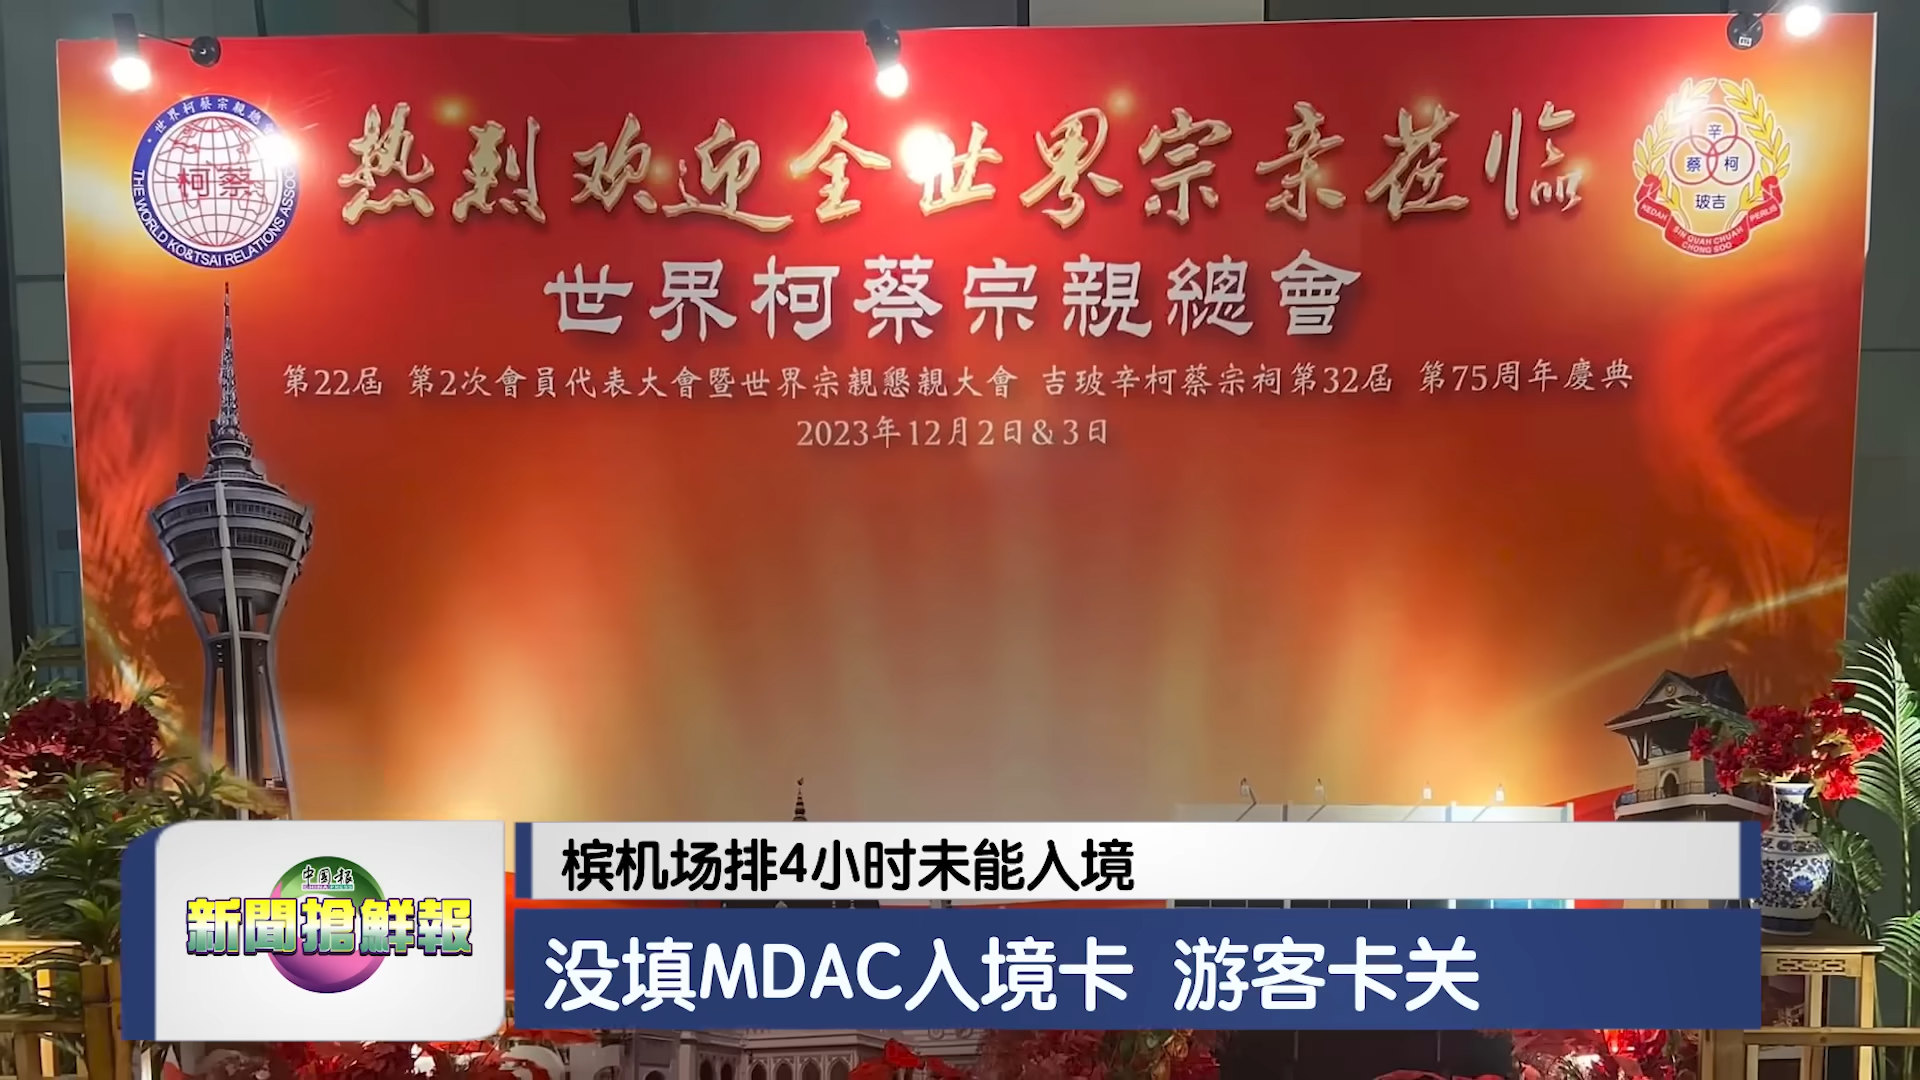 世界柯蔡宗親總會
柯蔡
THE WORLD KO&TSAI RELATIONS ASSOC
热烈欢迎全世界宗亲莅临
辛
蔡 柯
玻吉
KEDAH PERLIS
SIN QUAH CHUAH
CHONG SOO
世界柯蔡宗親總會
第22屆 第2次會員代表大會暨世界宗親懇親大會 吉玻辛柯蔡宗祠第32屆 第75周年慶典
2023年12月2日&3日
中国报
CHINA PRESS
新聞搶鮮報
槟机场排4小时未能入境
没填MDAC入境卡 游客卡关